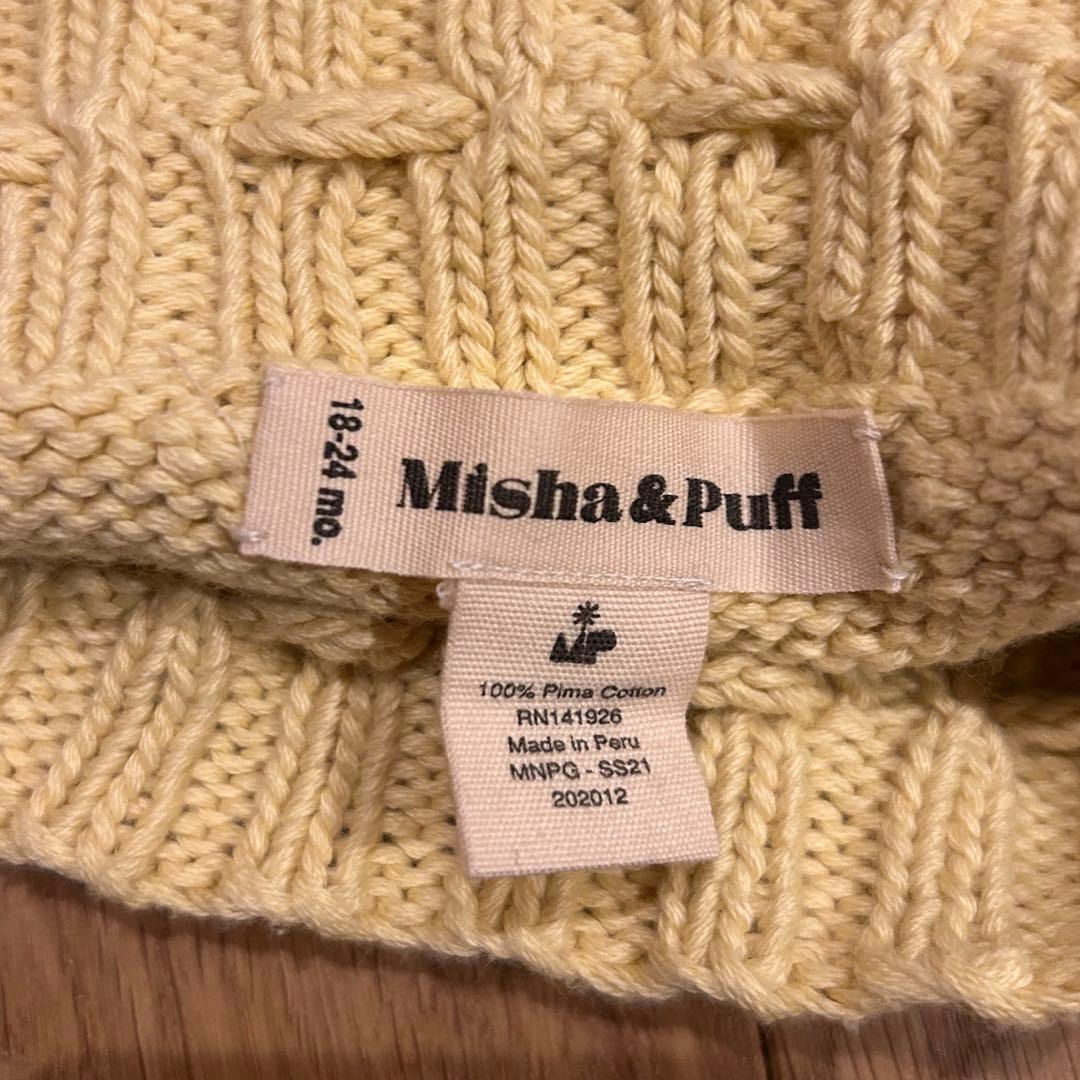 18-24 mo.
Misha&Puff
100% Pima Cotton
RN141926
Made in Peru
MNPG - SS21
202012